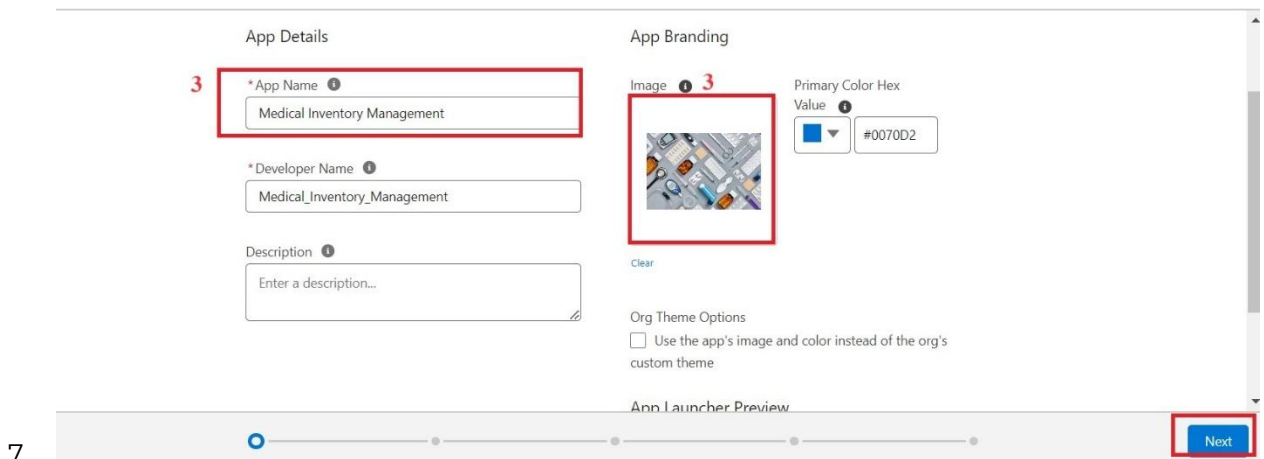 App Details
App Branding
3
*App Name
Medical Inventory Management
*Developer Name
Medical_Inventory_Management
Description
Enter a description...
Image 3
Primary Color Hex
Value
#0070D2
Clear
Org Theme Options
Use the app's image and color instead of the org's
custom theme
App Launcher Preview
Next
7